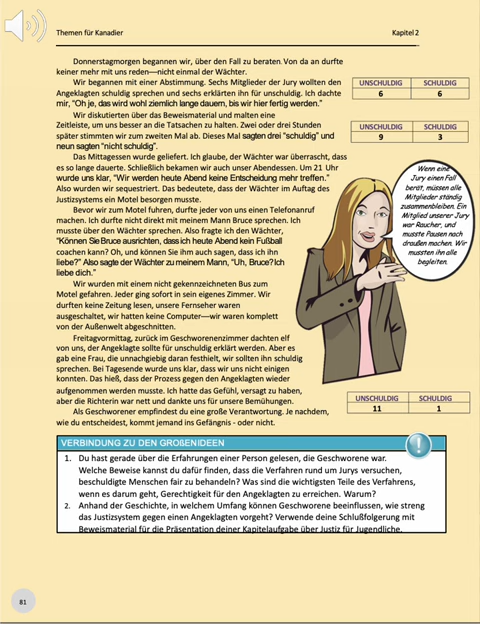 Themen für Kanadier Kapitel 2
Donnerstagmorgen begannen wir, über den Fall zu beraten. Von da an durfte
keiner mehr mit uns reden—nicht einmal der Wächter.
Wir begannen mit einer Abstimmung. Sechs Mitglieder der Jury wollten den
Angeklagten schuldig sprechen und sechs erklärten ihn für unschuldig. Ich dachte
mir, "Oh je, das wird wohl ziemlich lange dauern, bis wir hier fertig werden."
UNSCHULDIG SCHULDIG
6 6
Wir diskutierten über das Beweismaterial und malten eine
Zeitleiste, um uns besser an die Tatsachen zu halten. Zwei oder drei Stunden
später stimmten wir zum zweiten Mal ab. Dieses Mal sagten drei "schuldig" und
neun sagten "nicht schuldig".
UNSCHULDIG SCHULDIG
9 3
Das Mittagessen wurde geliefert. Ich glaube, der Wächter war überrascht, dass
es so lange dauerte. Schließlich bekamen wir auch unser Abendessen. Um 21 Uhr
wurde uns klar, "Wir werden heute Abend keine Entscheidung mehr treffen."
Also wurden wir sequestriert. Das bedeutete, dass der Wächter im Auftag des
Justizsystems ein Motel besorgen musste.
Bevor wir zum Motel fuhren, durfte jeder von uns einen Telefonanruf
machen. Ich durfte nicht direkt mit meinem Mann Bruce sprechen. Ich
musste über den Wächter sprechen. Also fragte ich den Wächter,
"Können Sie Bruce ausrichten, dass ich heute Abend kein Fußball
coachen kann? Oh, und können Sie ihm auch sagen, dass ich ihn
liebe?" Also sagte der Wächter zu meinem Mann, "Uh, Bruce? Ich
liebe dich."
Wir wurden mit einem nicht gekennzeichneten Bus zum
Motel gefahren. Jeder ging sofort in sein eigenes Zimmer. Wir
durften keine Zeitung lesen, unsere Fernseher waren
ausgeschaltet, wir hatten keine Computer—wir waren komplett
von der Außenwelt abgeschnitten.
Freitagvormittag, zurück im Geschworenenzimmer dachten elf
von uns, der Angeklagte sollte für unschuldig erklärt werden. Aber es
gab eine Frau, die unnachgiebig daran festhielt, wir sollten ihn schuldig
sprechen. Bei Tagesende wurde uns klar, dass wir uns nicht einigen
konnten. Das hieß, dass der Prozess gegen den Angeklagten wieder
aufgenommen werden musste. Ich hatte das Gefühl, versagt zu haben,
aber die Richterin war nett und dankte uns für unsere Bemühungen.
Als Geschworener empfindest du eine große Verantwortung. Je nachdem,
wie du entscheidest, kommt jemand ins Gefängnis - oder nicht.
Wenn eine
Jury einen Fall
berät, müssen alle
Mitglieder ständig
zusammenbleiben. Ein
Mitglied unserer Jury
war Raucher, und
musste Pausen nach
draußen machen. Wir
mussten ihn alle
begleiten.
UNSCHULDIG SCHULDIG
11 1
VERBINDUNG ZU DEN GROßENIDEEN
1. Du hast gerade über die Erfahrungen einer Person gelesen, die Geschworene war.
Welche Beweise kannst du dafür finden, dass die Verfahren rund um Jurys versuchen,
beschuldigte Menschen fair zu behandeln? Was sind die wichtigsten Teile des Verfahrens,
wenn es darum geht, Gerechtigkeit für den Angeklagten zu erreichen. Warum?
2. Anhand der Geschichte, in welchem Umfang können Geschworene beeinflussen, wie streng
das Justizsystem gegen einen Angeklagten vorgeht? Verwende deine Schlußfolgerung mit
Beweismaterial für die Präsentation deiner Kapitelaufgabe über Justiz für Jugendliche.
81